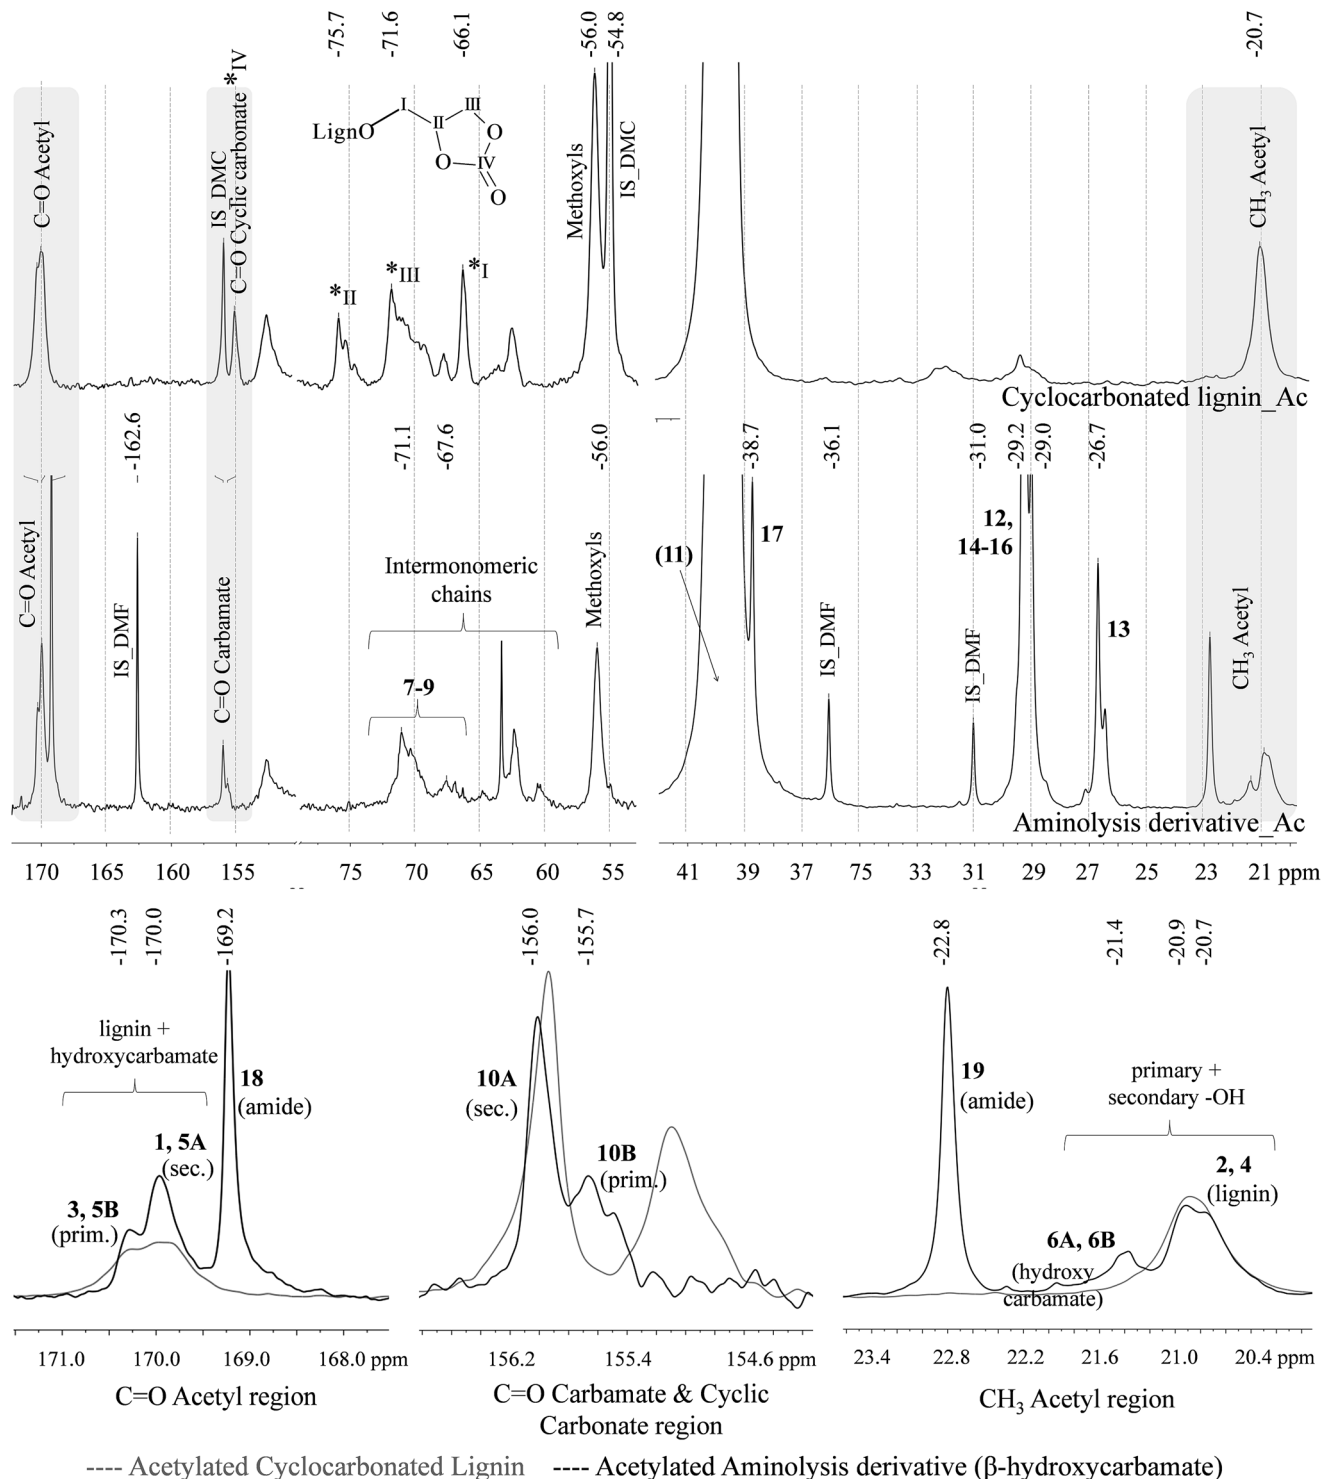 -75.7
-71.6
-66.1
-56.0
-54.8
-20.7
C=O Acetyl
IS_DMC
C=O Cyclic carbonate *IV
LignO
I
II
III
O
O
IV
O
Methoxyls
IS_DMC
CH3 Acetyl
*II
*III
*I
Cyclocarbonated lignin_Ac
-162.6
-71.1
-67.6
-56.0
-38.7
-36.1
-31.0
-29.2
-29.0
-26.7
C=O Acetyl
IS_DMF
C=O Carbamate
Intermonomeric
chains
7-9
Methoxyls
(11)
17
IS_DMF
IS_DMF
12,
14-16
13
CH3 Acetyl
Aminolysis derivative_Ac
170 165 160 155 75 70 65 60 55 41 39 37 35 33 31 29 27 25 23 21 ppm
-170.3
-170.0
-169.2
-156.0
-155.7
-22.8
-21.4
-20.9
-20.7
lignin +
hydroxycarbamate
18
(amide)
1, 5A
(sec.)
3, 5B
(prim.)
171.0 170.0 169.0 168.0 ppm
C=O Acetyl region
10A
(sec.)
10B
(prim.)
156.2 155.4 154.6 ppm
C=O Carbamate & Cyclic
Carbonate region
19
(amide)
primary +
secondary -OH
2, 4
(lignin)
6A, 6B
(hydroxy
carbamate)
23.4 22.8 22.2 21.6 21.0 20.4 ppm
CH3 Acetyl region
---- Acetylated Cyclocarbonated Lignin ---- Acetylated Aminolysis derivative (β-hydroxycarbamate)